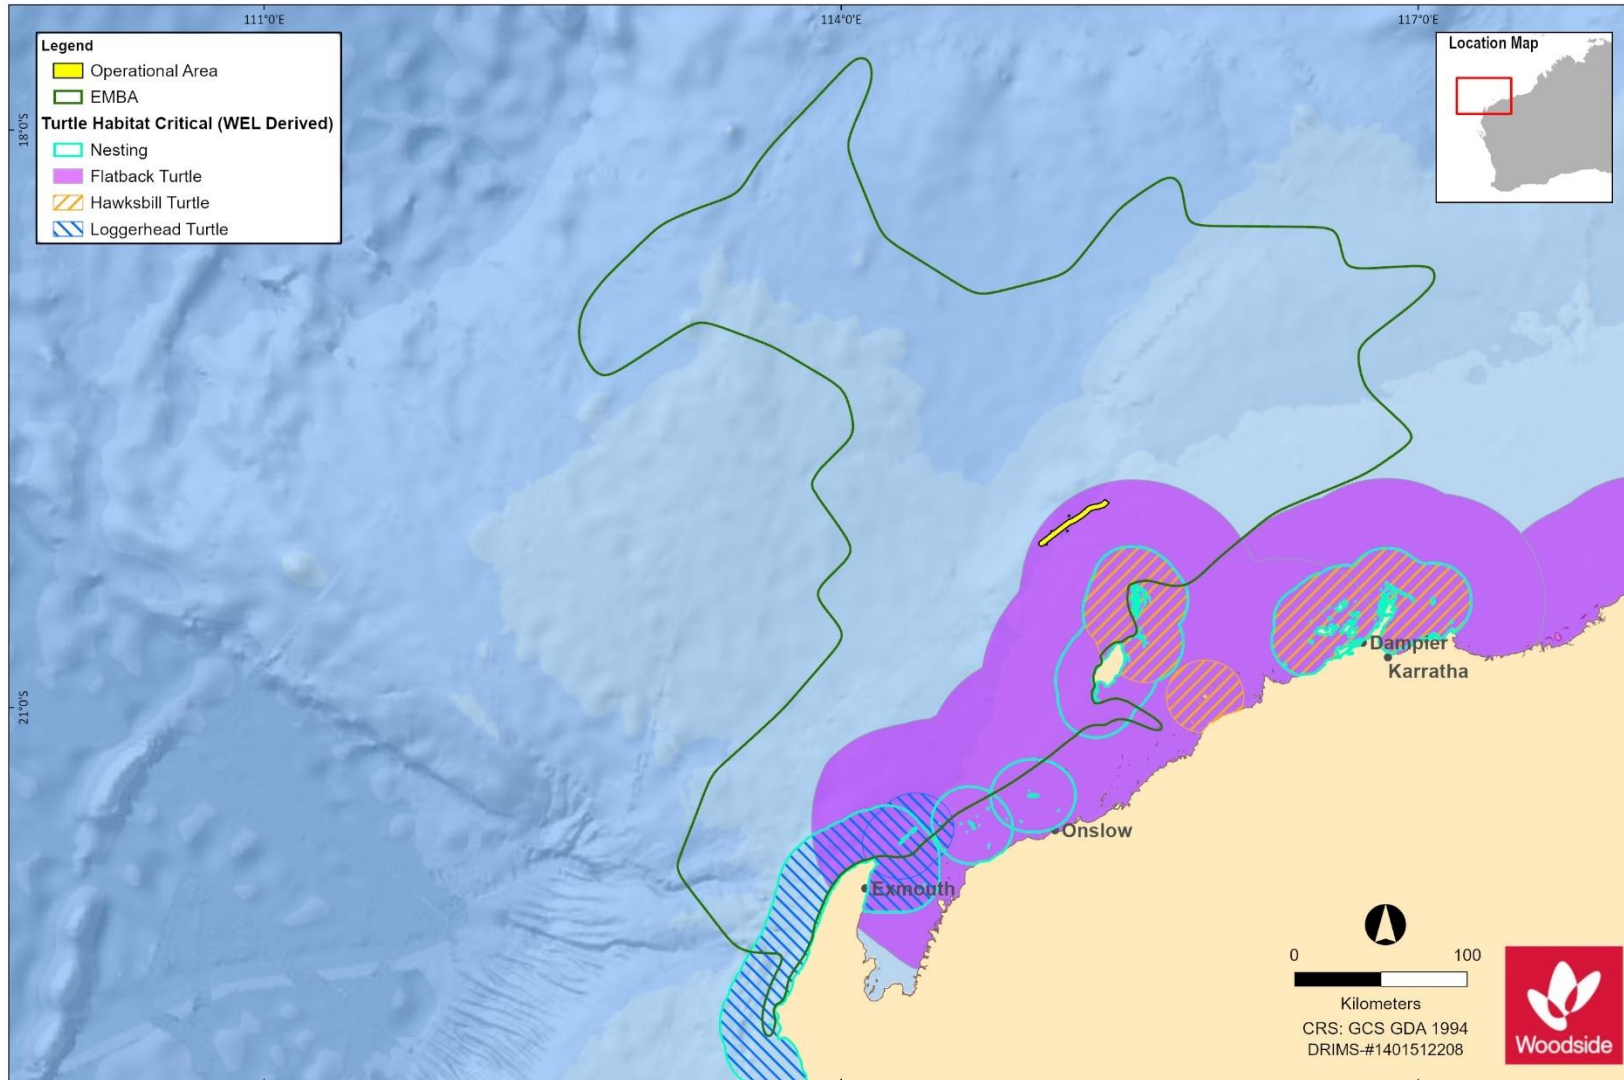 111°0'E
114°0'E
117°0'E
Legend
Operational Area
EMBA
Turtle Habitat Critical (WEL Derived)
Nesting
Flatback Turtle
Hawksbill Turtle
Loggerhead Turtle
Location Map
18°0'S
21°0'S
Dampier
Karratha
Onslow
Exmouth
0 100
Kilometers
CRS: GCS GDA 1994
DRIMS-#1401512208
Woodside